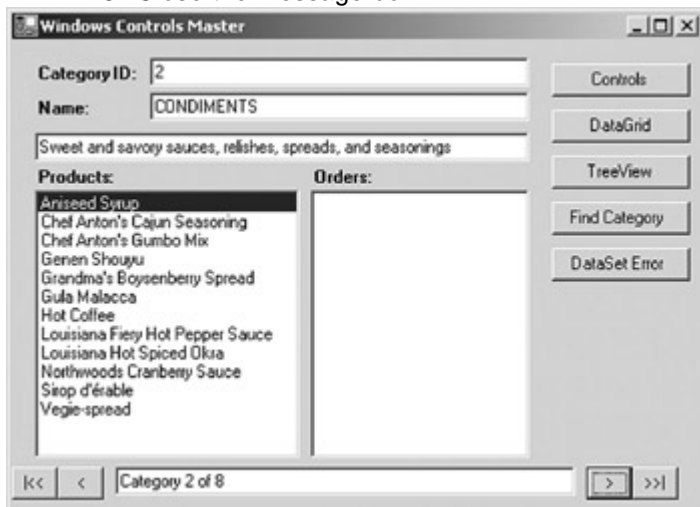 Windows Controls Master
Category ID: 2
Name: CONDIMENTS
Sweet and savory sauces, relishes, spreads, and seasonings
Products:
Aniseed Syrup
Chef Anton's Cajun Seasoning
Chef Anton's Gumbo Mix
Genen Shouyu
Grandma's Boysenberry Spread
Gula Malacca
Hot Coffee
Louisiana Fiery Hot Pepper Sauce
Louisiana Hot Spiced Okra
Northwoods Cranberry Sauce
Sirop d'érable
Vegie-spread
Orders:
Controls
DataGrid
TreeView
Find Category
DataSet Error
|<< < Category 2 of 8 > >>|